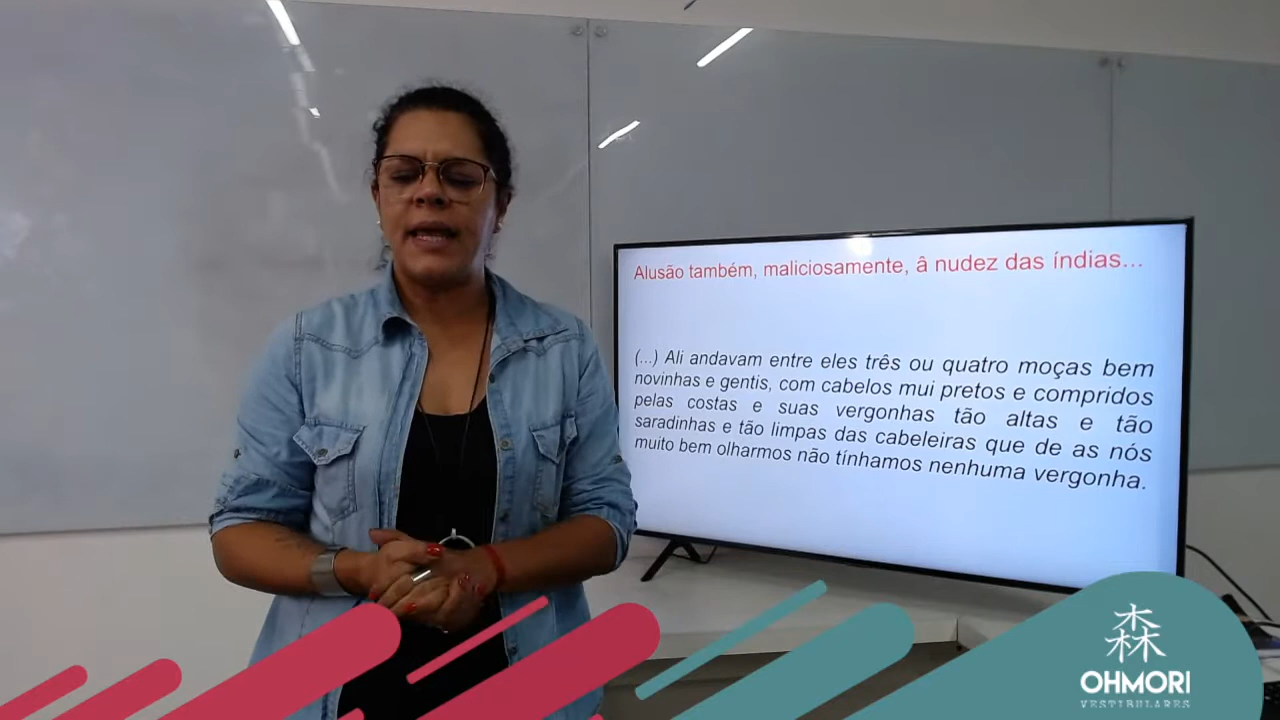 Alusão também, maliciosamente, â nudez das índias...
(...) Ali andavam entre eles três ou quatro moças bem
novinhas e gentis, com cabelos mui pretos e compridos
pelas costas e suas vergonhas tão altas e tão
saradinhas e tão limpas das cabeleiras que de as nós
muito bem olharmos não tínhamos nenhuma vergonha.
森
OHMORI
VESTIBULARES